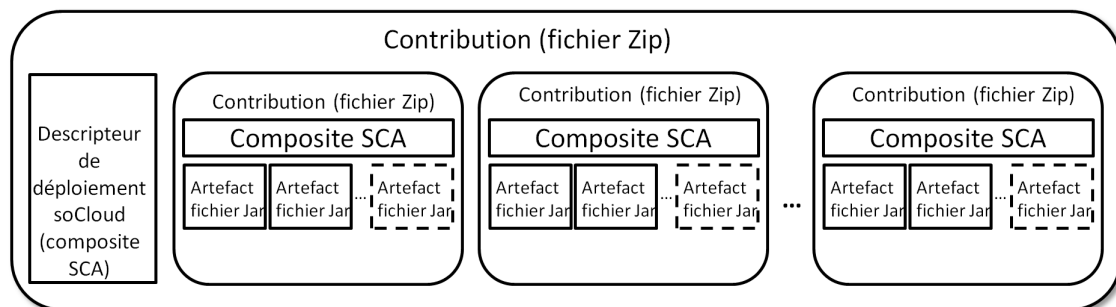 Contribution (fichier Zip)
Descripteur
de
déploiement
soCloud
(composite
SCA)
Contribution (fichier Zip)
Composite SCA
Artefact
fichier Jar
Artefact
fichier Jar
...
Artefact
fichier Jar
Contribution (fichier Zip)
Composite SCA
Artefact
fichier Jar
Artefact
fichier Jar
...
Artefact
fichier Jar
...
Contribution (fichier Zip)
Composite SCA
Artefact
fichier Jar
Artefact
fichier Jar
...
Artefact
fichier Jar